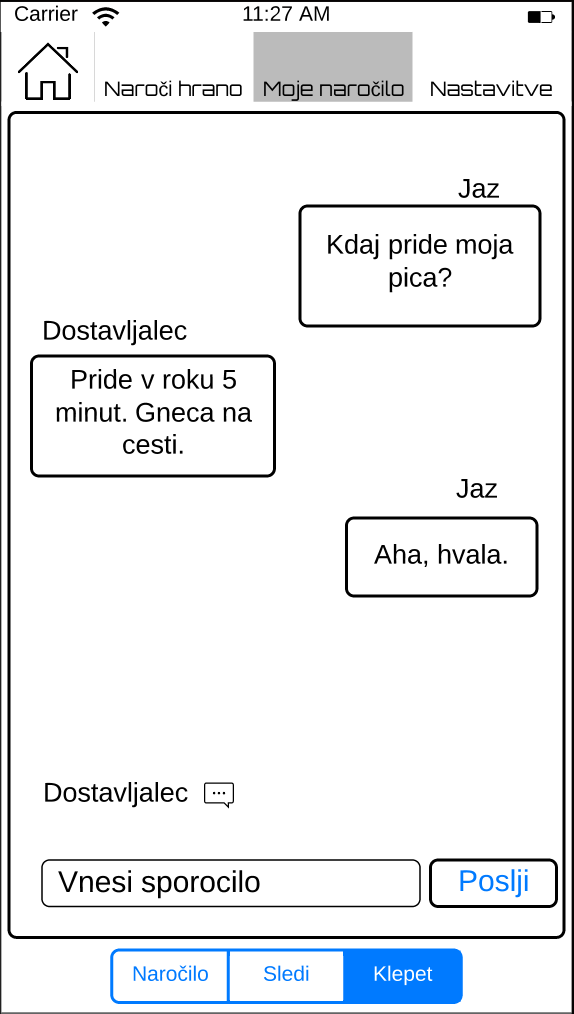 Carrier 11:27 AM
Naroči hrano Moje naročilo Nastavitve
Jaz
Kdaj pride moja
pica?
Dostavljalec
Pride v roku 5
minut. Gneca na
cesti.
Jaz
Aha, hvala.
Dostavljalec
Vnesi sporocilo Poslji
Naročilo Sledi Klepet